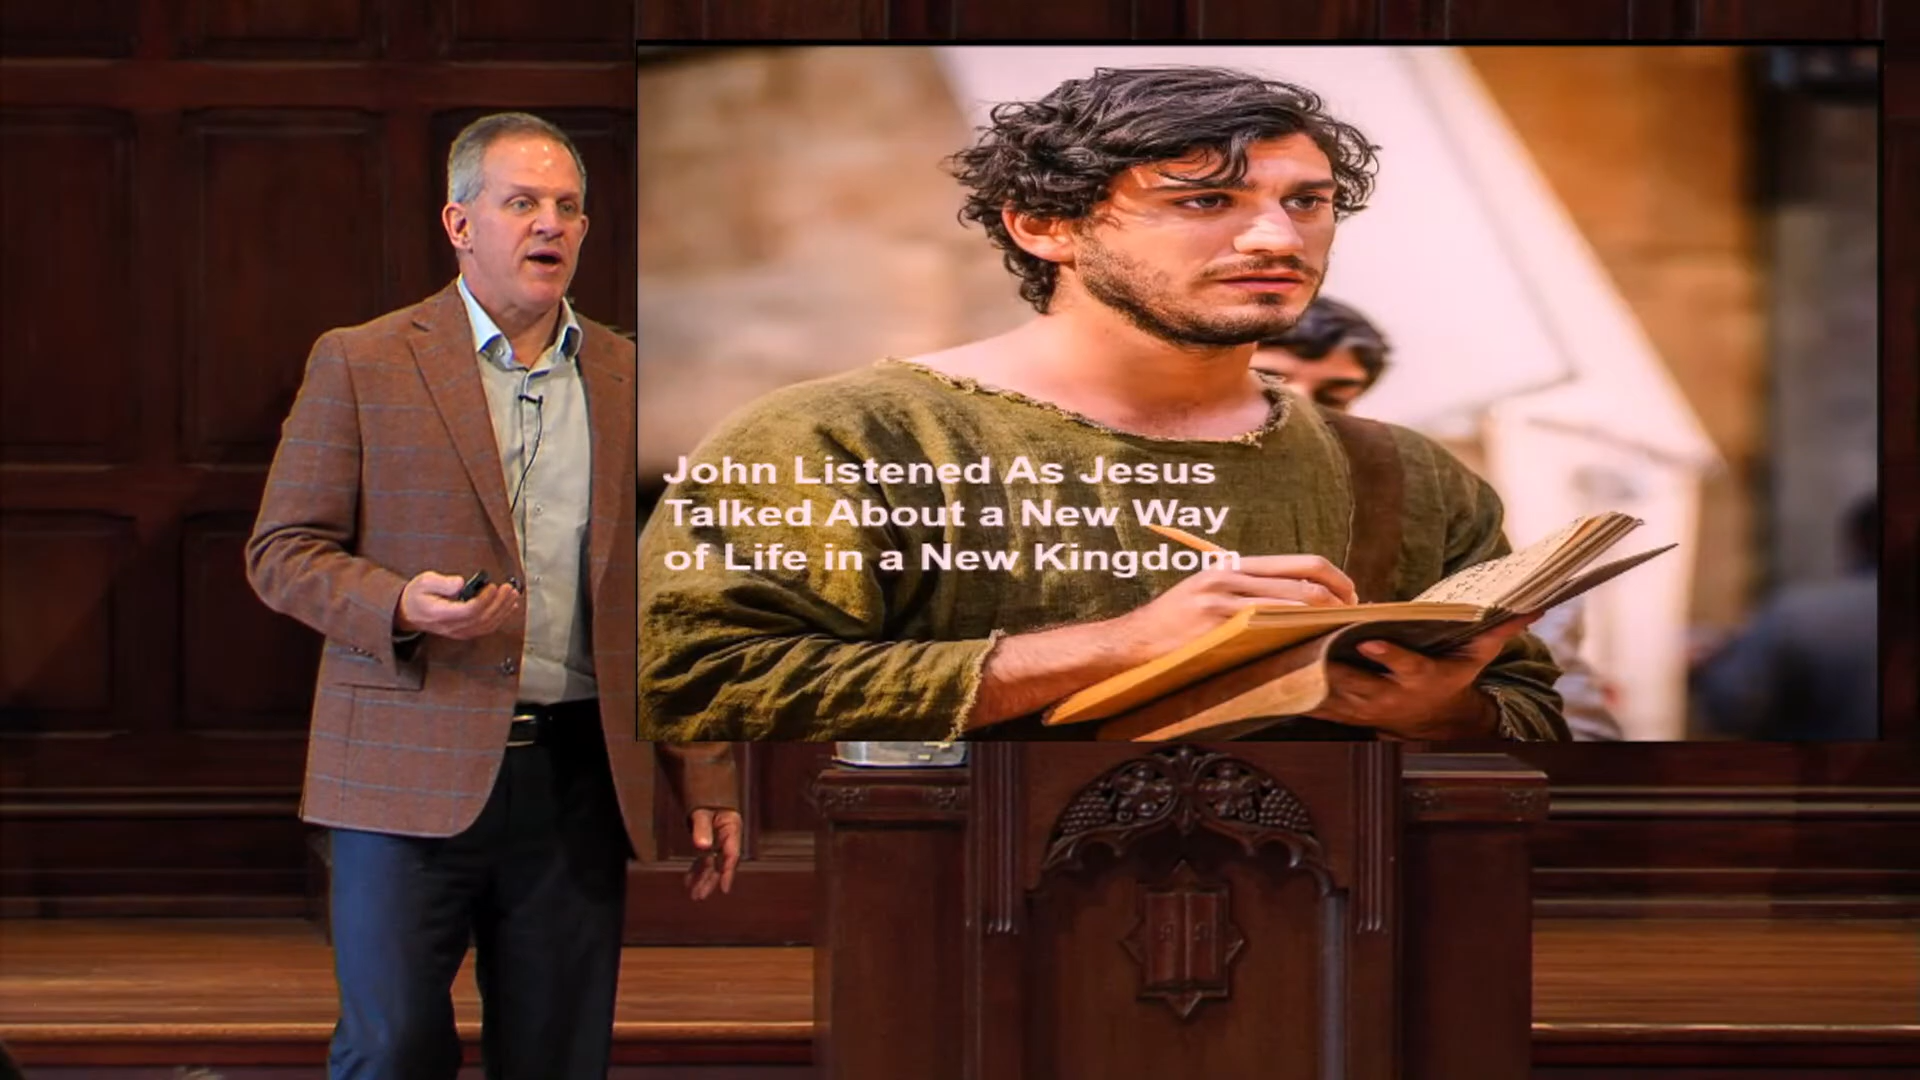 John Listened As Jesus
Talked About a New Way
of Life in a New Kingdom